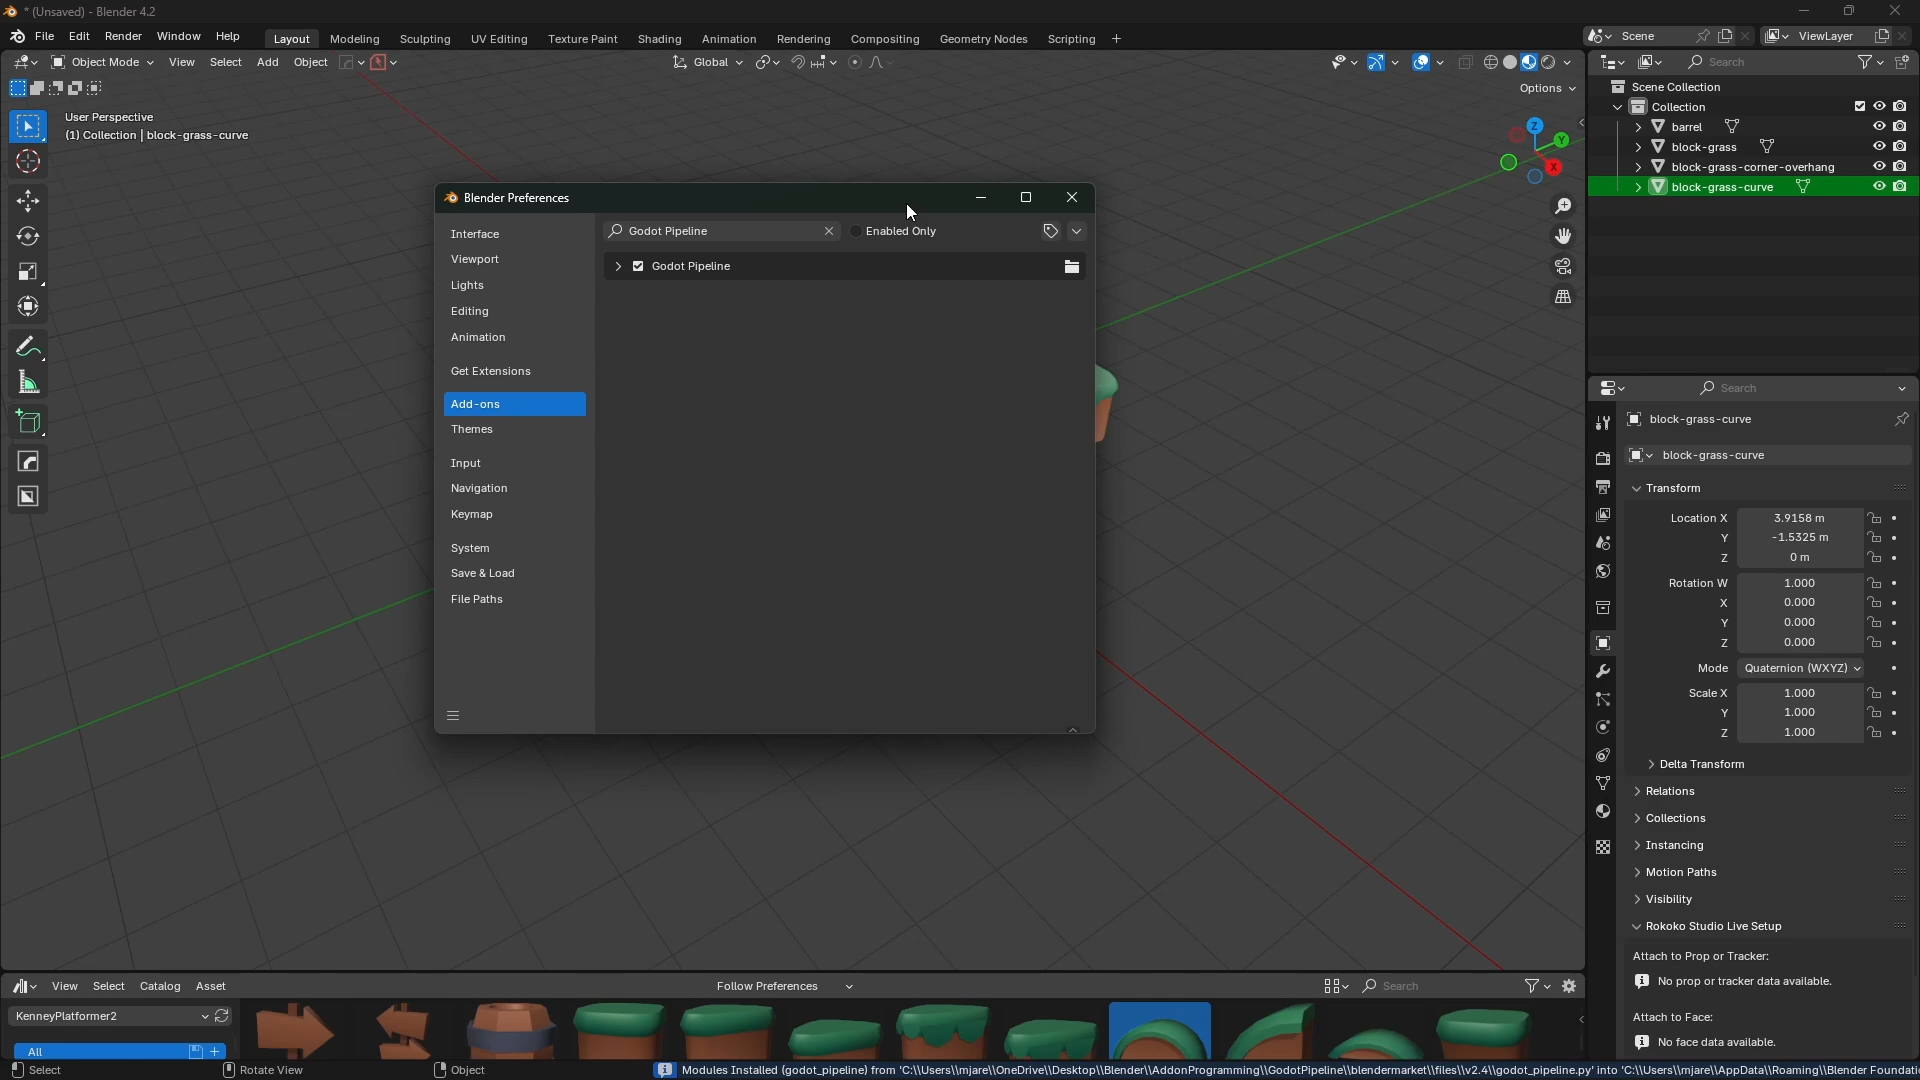 * (Unsaved) - Blender 4.2
File Edit Render Window Help
Layout Modeling Sculpting UV Editing Texture Paint Shading Animation Rendering Compositing Geometry Nodes Scripting +
Scene
ViewLayer
Object Mode View Select Add Object
Global
Search
Options
User Perspective
(1) Collection | block-grass-curve
Z
Y
X
Scene Collection
Collection
barrel
block-grass
block-grass-corner-overhang
block-grass-curve
Blender Preferences
Interface
Viewport
Lights
Editing
Animation
Get Extensions
Add-ons
Themes
Input
Navigation
Keymap
System
Save & Load
File Paths
Godot Pipeline
Enabled Only
Godot Pipeline
Search
block-grass-curve
block-grass-curve
Transform
Location X 3.9158 m
Y -1.5325 m
Z 0 m
Rotation W 1.000
X 0.000
Y 0.000
Z 0.000
Mode Quaternion (WXYZ)
Scale X 1.000
Y 1.000
Z 1.000
Delta Transform
Relations
Collections
Instancing
Motion Paths
Visibility
Rokoko Studio Live Setup
Attach to Prop or Tracker:
No prop or tracker data available.
Attach to Face:
No face data available.
View Select Catalog Asset
Follow Preferences
Search
KenneyPlatformer2
All
Select
Rotate View
Object
Modules Installed (godot_pipeline) from 'C:\\Users\\mjare\\OneDrive\\Desktop\\Blender\\AddonProgramming\\GodotPipeline\\blendermarket\\files\\v2.4\\godot_pipeline.py' into 'C:\\Users\\mjare\\AppData\\Roaming\\Blender Foundati